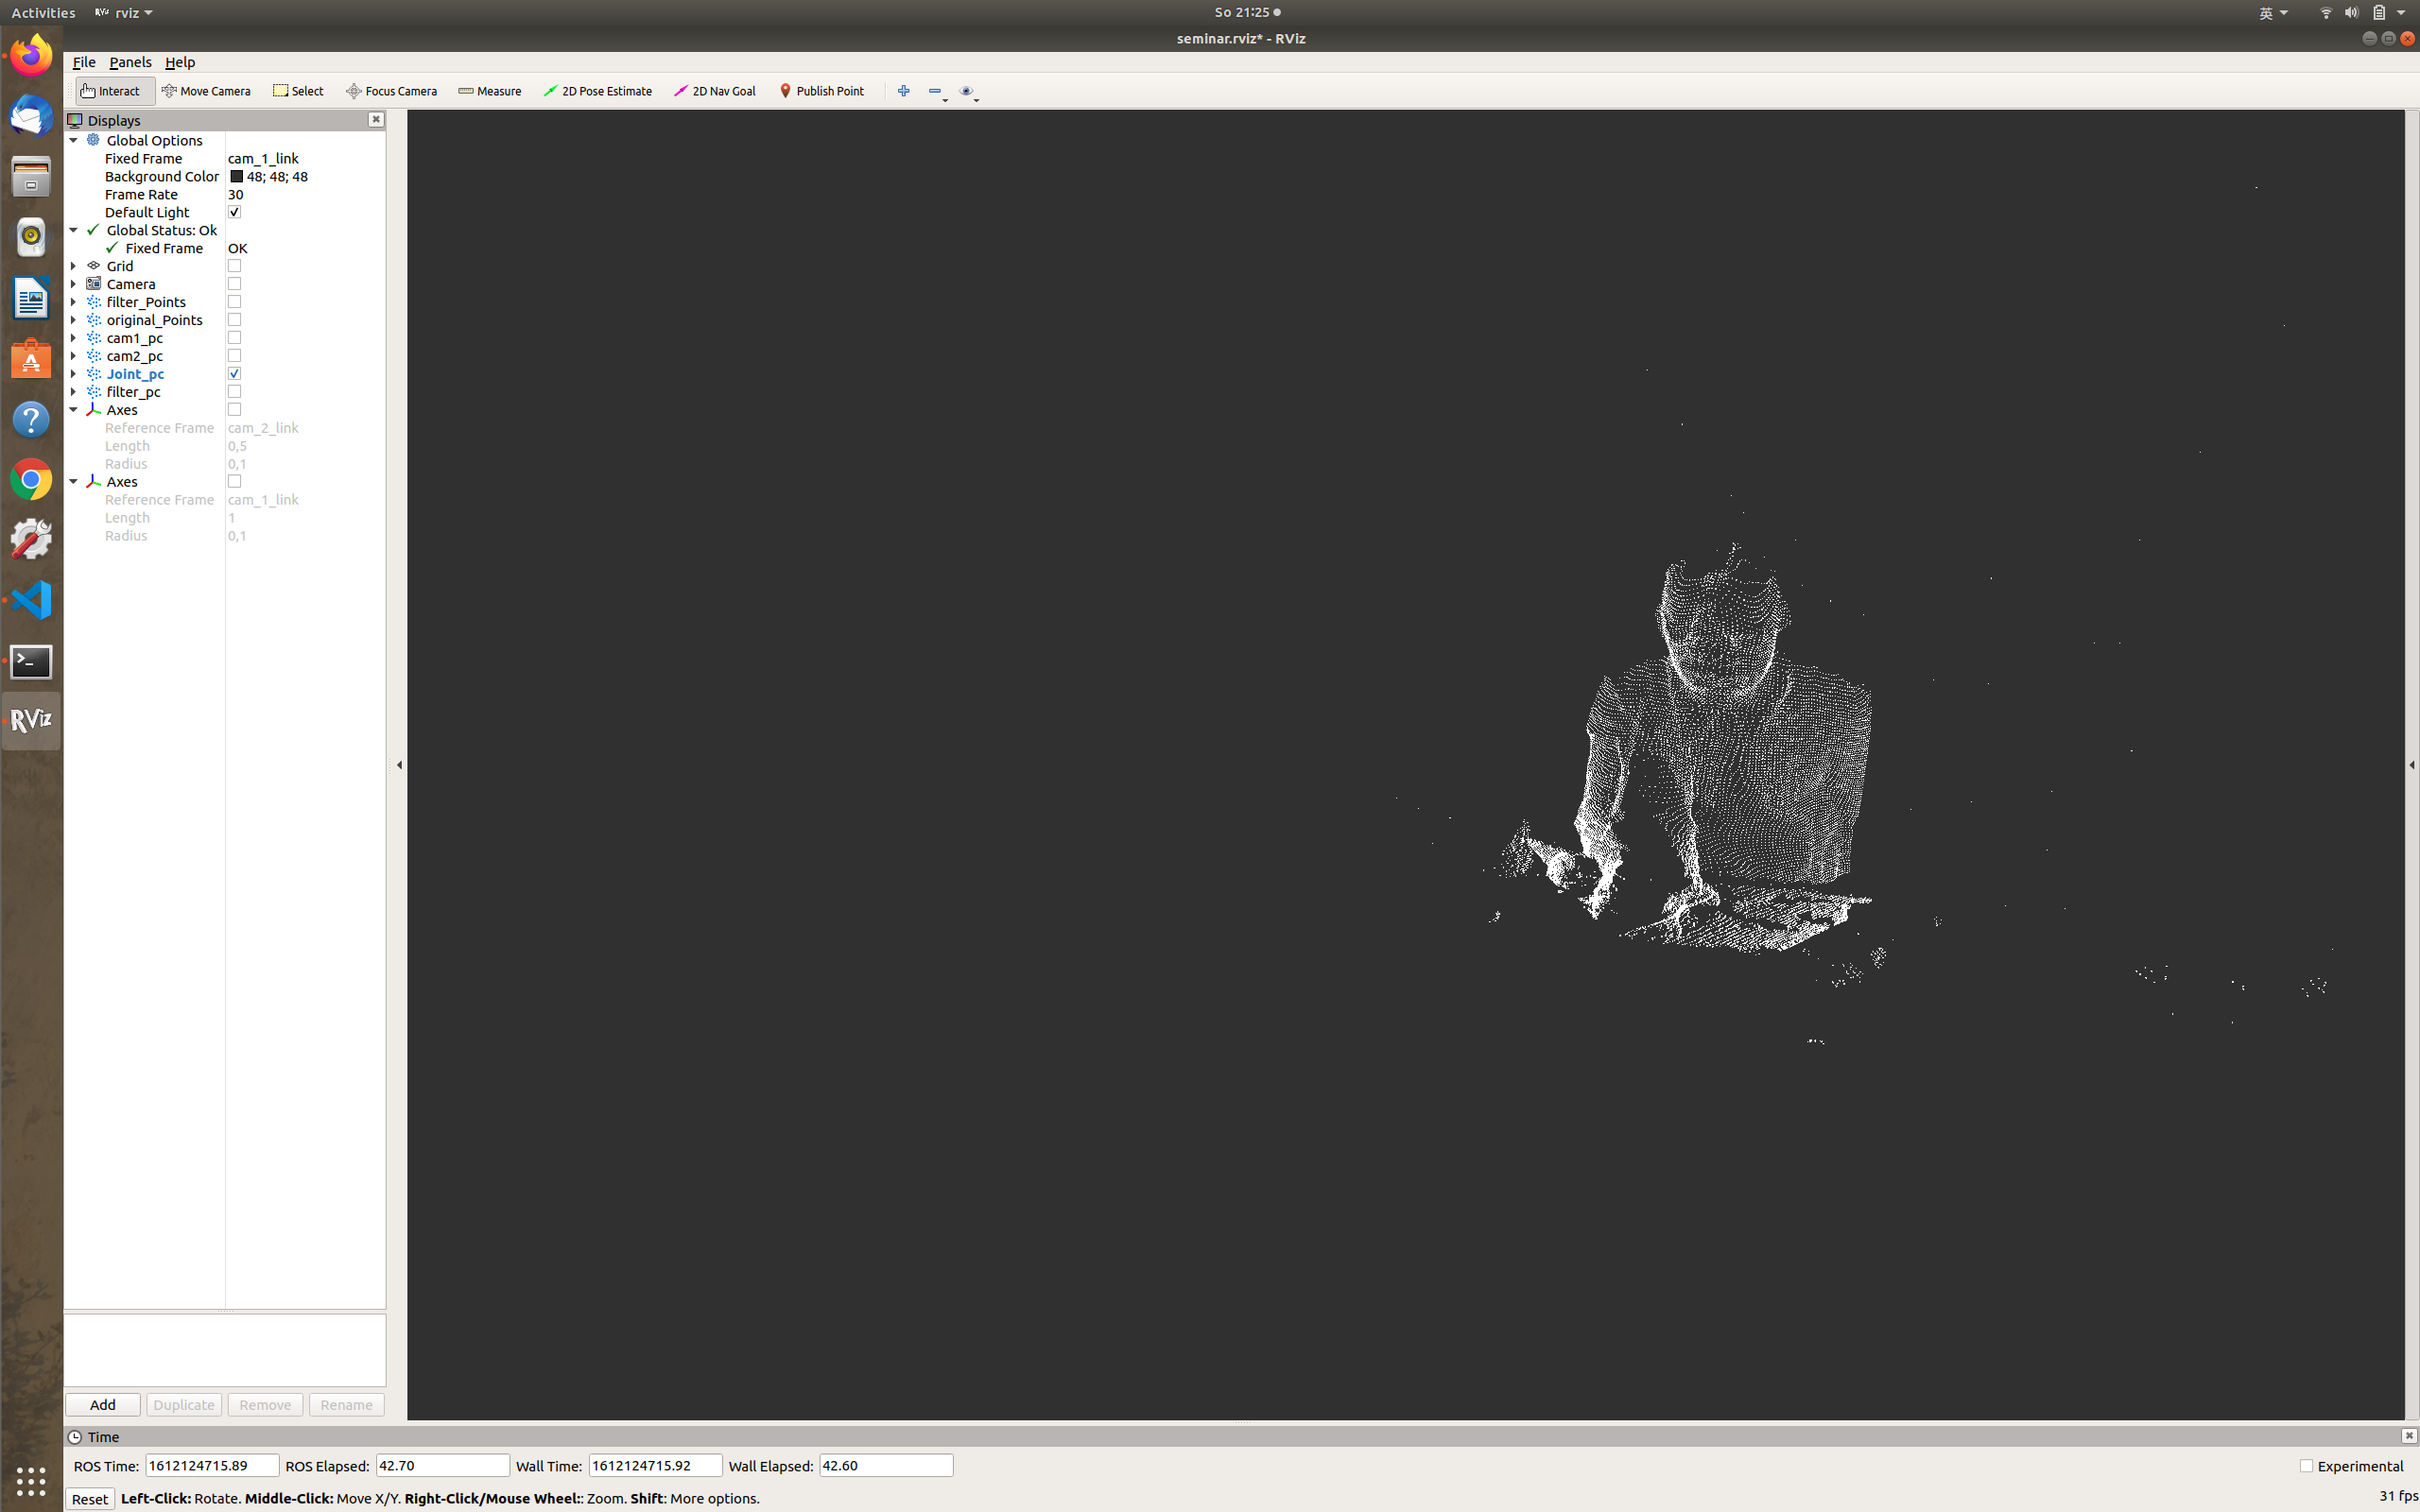 Activities RViz rviz So 21:25 英
seminar.rviz* - RViz
File Panels Help
Interact Move Camera Select Focus Camera Measure 2D Pose Estimate 2D Nav Goal Publish Point
Displays
Global Options
Fixed Frame cam_1_link
Background Color 48; 48; 48
Frame Rate 30
Default Light
Global Status: Ok
Fixed Frame OK
Grid
Camera
filter_Points
original_Points
cam1_pc
cam2_pc
Joint_pc
filter_pc
Axes
Reference Frame cam_2_link
Length 0,5
Radius 0,1
Axes
Reference Frame cam_1_link
Length 1
Radius 0,1
RViz
Add Duplicate Remove Rename
Time
ROS Time: 1612124715.89 ROS Elapsed: 42.70 Wall Time: 1612124715.92 Wall Elapsed: 42.60 Experimental
Reset Left-Click: Rotate. Middle-Click: Move X/Y. Right-Click/Mouse Wheel:: Zoom. Shift: More options. 31 fps